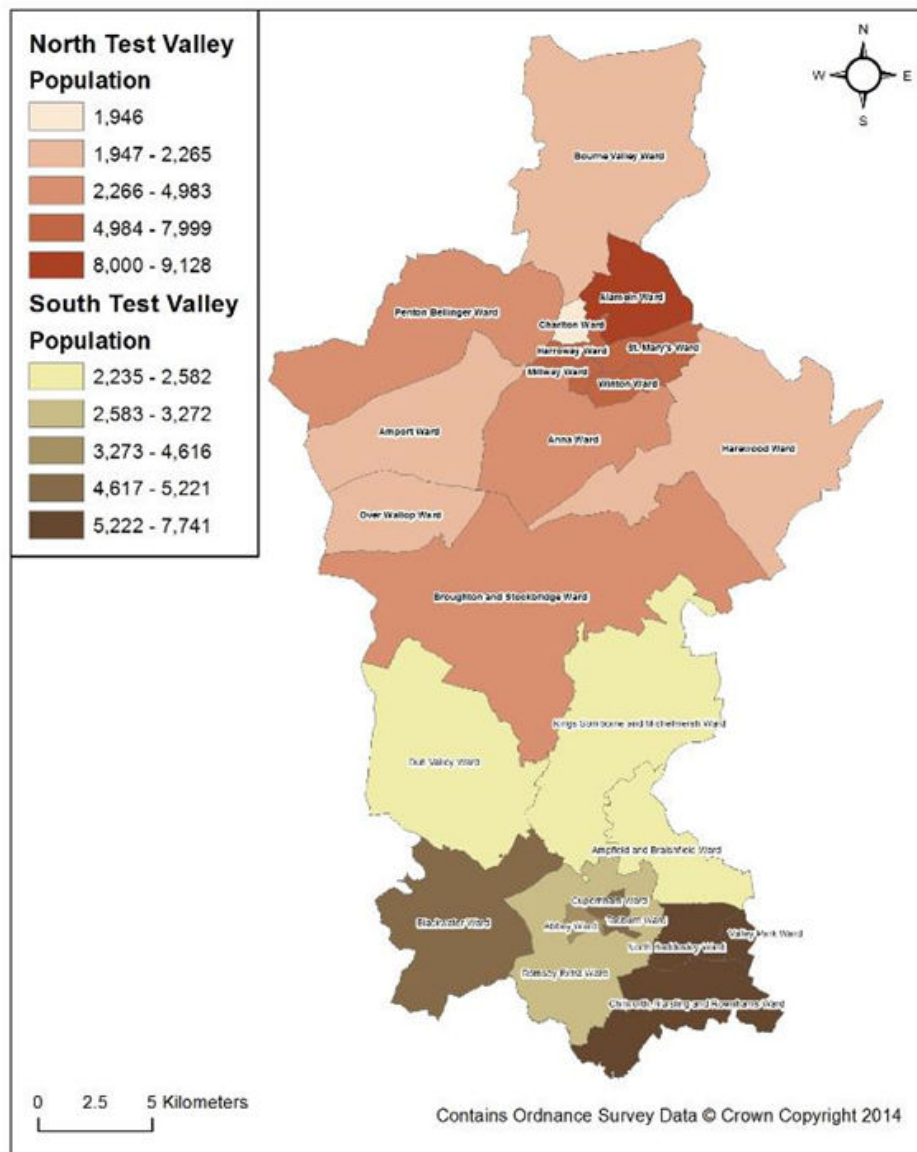 North Test Valley
Population
1,946
1,947 - 2,265
2,266 - 4,983
4,984 - 7,999
8,000 - 9,128
South Test Valley
Population
2,235 - 2,582
2,583 - 3,272
3,273 - 4,616
4,617 - 5,221
5,222 - 7,741
N
W
E
S
Bourne Valley Ward
Alamein Ward
Penton Bellinger Ward
Charlton Ward
Harroway Ward
St. Mary's Ward
Millway Ward
Winton Ward
Amport Ward
Anna Ward
Harewood Ward
Over Wallop Ward
Broughton and Stockbridge Ward
Kings Somborne and Michelmersh Ward
Dun Valley Ward
Ampfield and Braishfield Ward
Cupernham Ward
Blackwater Ward
Abbey Ward
Tadburn Ward
Valley Park Ward
North Baddesley Ward
Romsey Extra Ward
Chilworth, Nursling and Rownhams Ward
0 2.5 5 Kilometers
Contains Ordnance Survey Data © Crown Copyright 2014